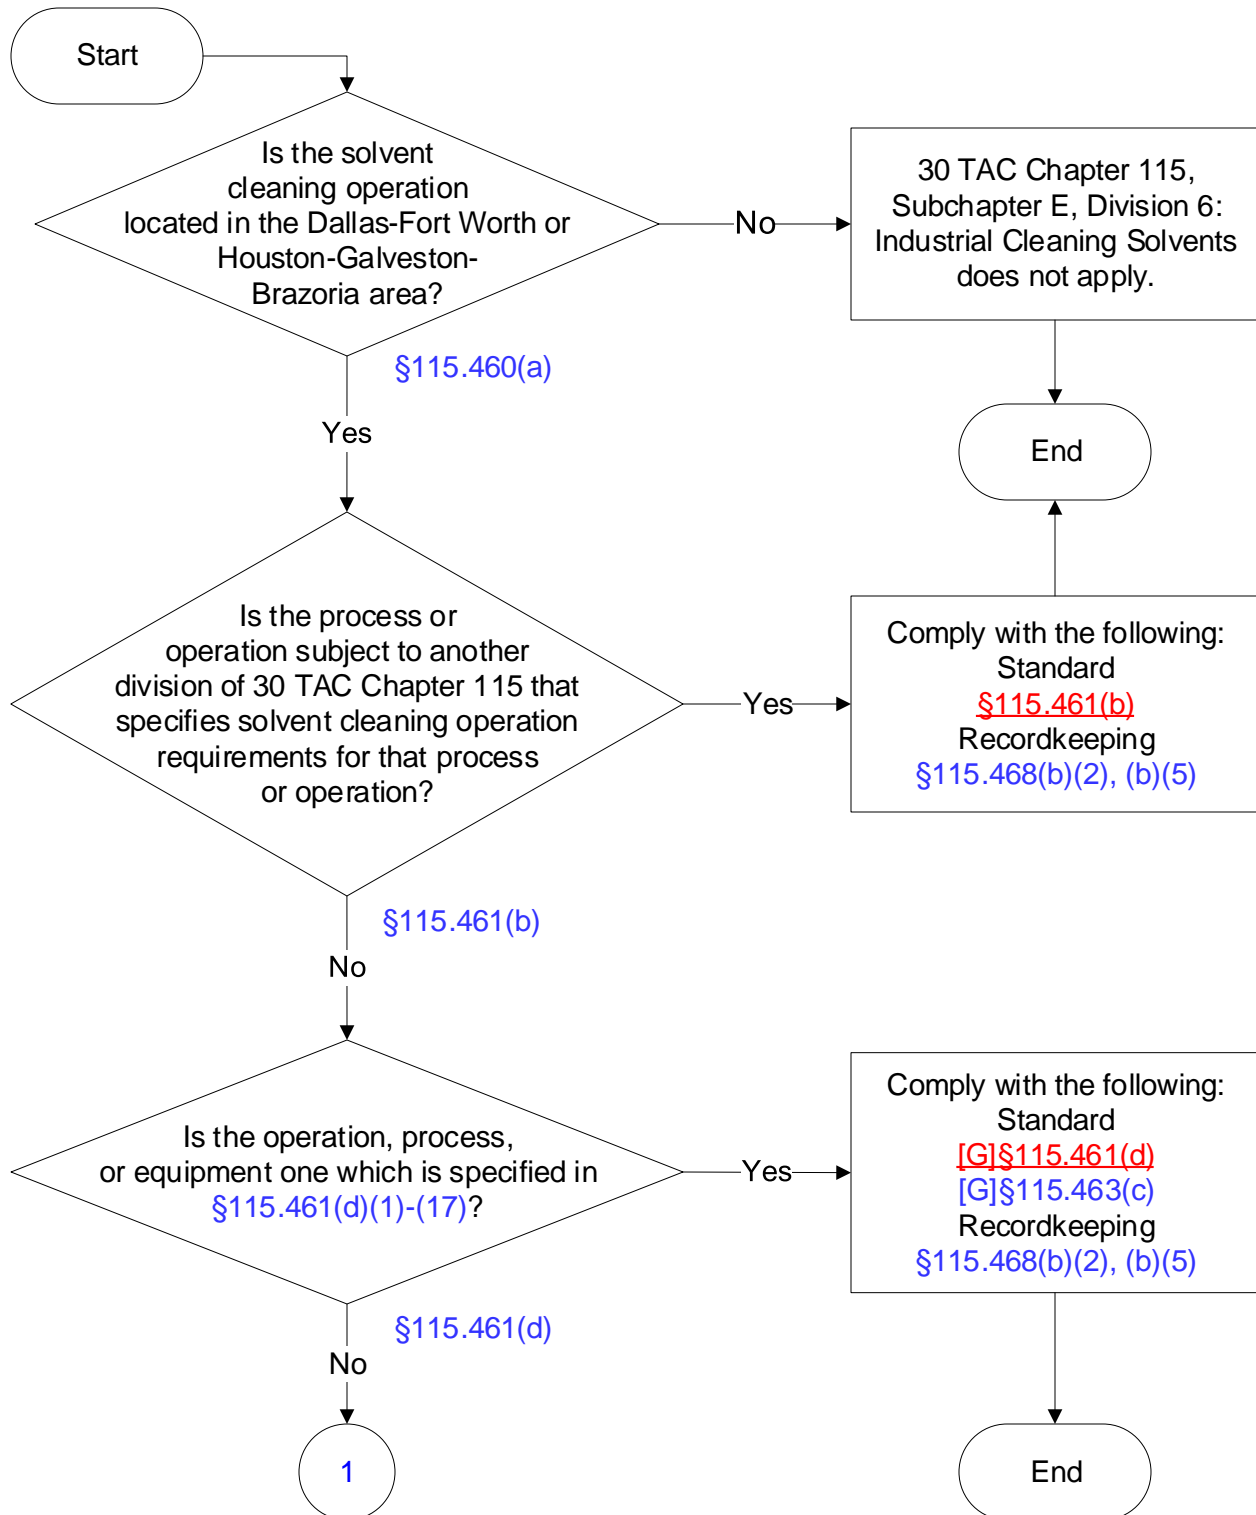 Start
Is the solvent
cleaning operation
located in the Dallas-Fort Worth or
Houston-Galveston-
Brazoria area?
No
30 TAC Chapter 115,
Subchapter E, Division 6:
Industrial Cleaning Solvents
does not apply.
§115.460(a)
Yes
End
Is the process or
operation subject to another
division of 30 TAC Chapter 115 that
specifies solvent cleaning operation
requirements for that process
or operation?
Yes
Comply with the following:
Standard
§115.461(b)
Recordkeeping
§115.468(b)(2), (b)(5)
§115.461(b)
No
Is the operation, process,
or equipment one which is specified in
§115.461(d)(1)-(17)?
Yes
Comply with the following:
Standard
[G]§115.461(d)
[G]§115.463(c)
Recordkeeping
§115.468(b)(2), (b)(5)
§115.461(d)
No
1
End